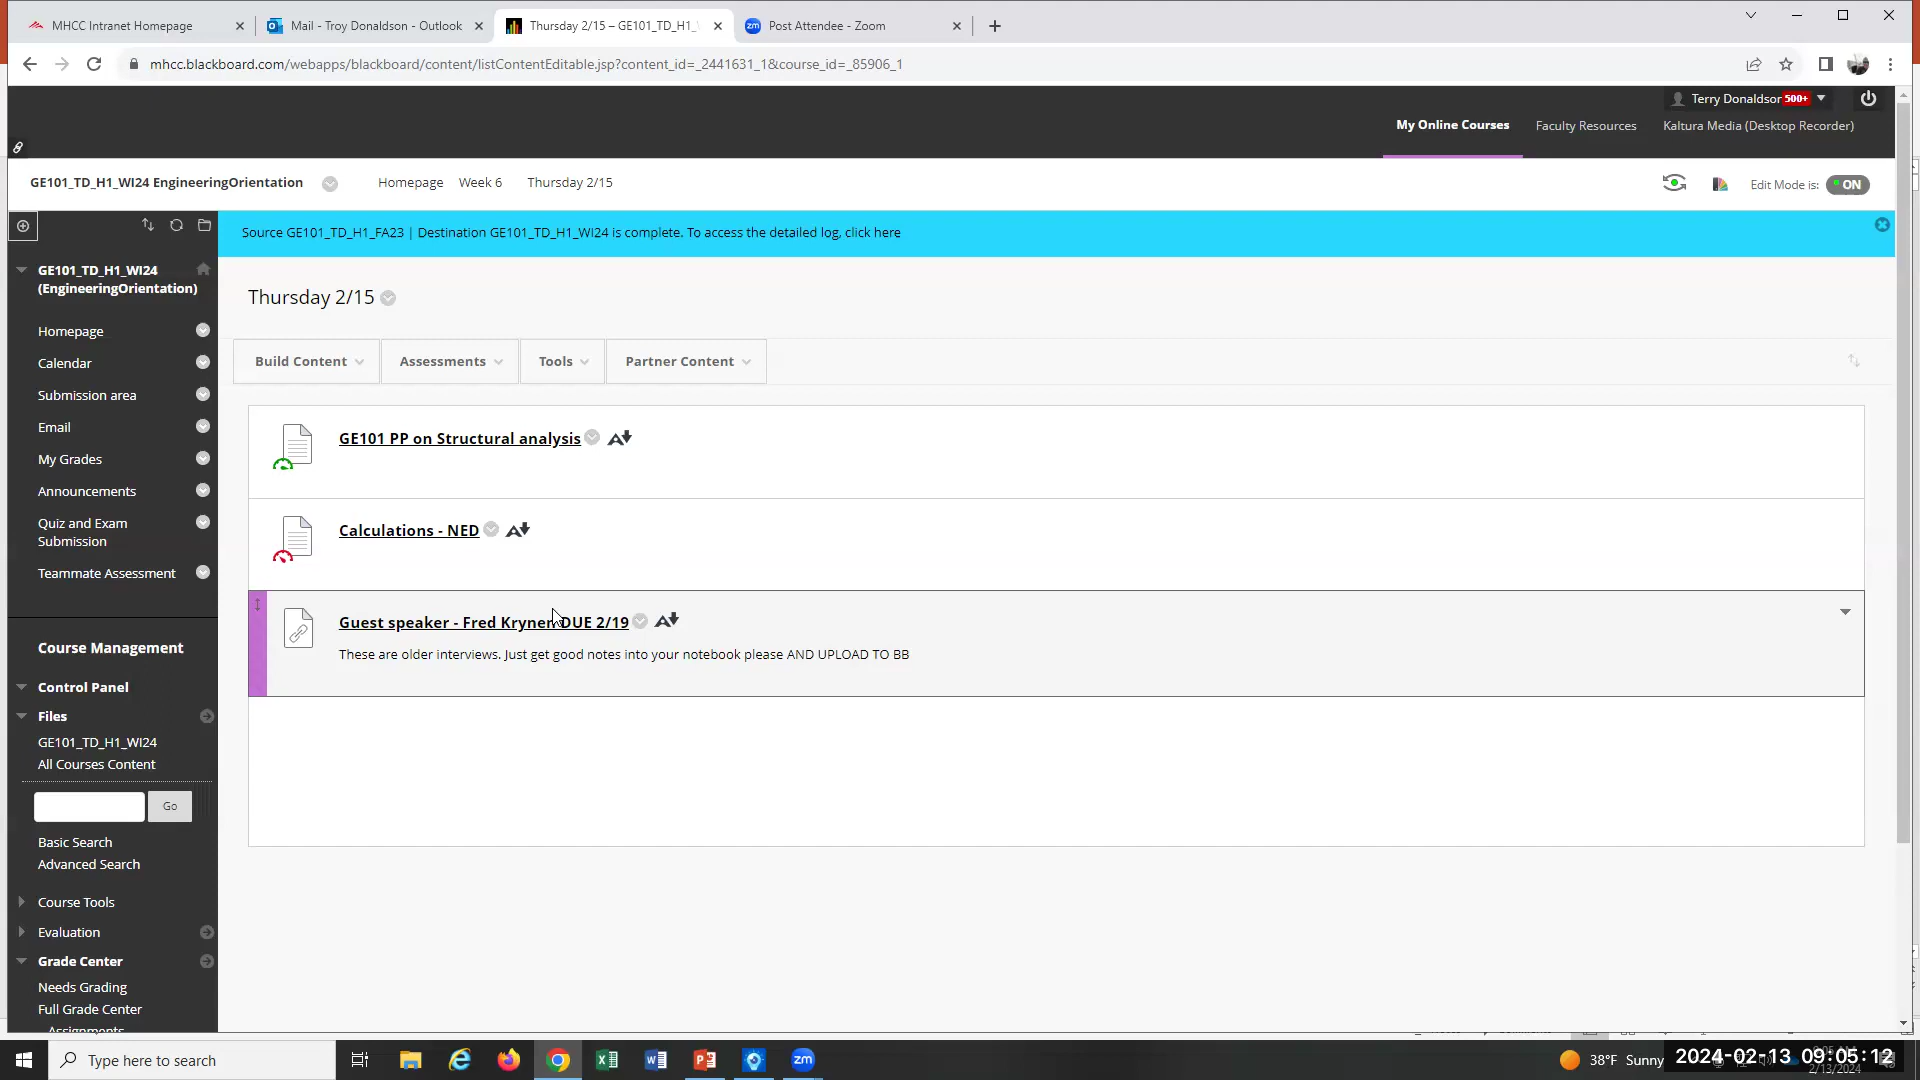 MHCC Intranet Homepage
Mail - Troy Donaldson - Outlook
Thursday 2/15 – GE101_TD_H1_
zm Post Attendee - Zoom
mhcc.blackboard.com/webapps/blackboard/content/listContentEditable.jsp?content_id=_2441631_1&course_id=_85906_1
Terry Donaldson 500+
My Online Courses Faculty Resources Kaltura Media (Desktop Recorder)
GE101_TD_H1_WI24 EngineeringOrientation Homepage Week 6 Thursday 2/15 Edit Mode is: ON
Source GE101_TD_H1_FA23 | Destination GE101_TD_H1_WI24 is complete. To access the detailed log, click here
GE101_TD_H1_WI24
(EngineeringOrientation)
Homepage
Calendar
Submission area
Email
My Grades
Announcements
Quiz and Exam
Submission
Teammate Assessment
Course Management
Control Panel
Files
GE101_TD_H1_WI24
All Courses Content
Go
Basic Search
Advanced Search
Course Tools
Evaluation
Grade Center
Needs Grading
Full Grade Center
Assignments
Thursday 2/15
Build Content Assessments Tools Partner Content
GE101 PP on Structural analysis
Calculations - NED
Guest speaker - Fred Krynen DUE 2/19
These are older interviews. Just get good notes into your notebook please AND UPLOAD TO BB
Type here to search
zm
38°F Sunny
2024-02-13 09:05:12
2/13/2024